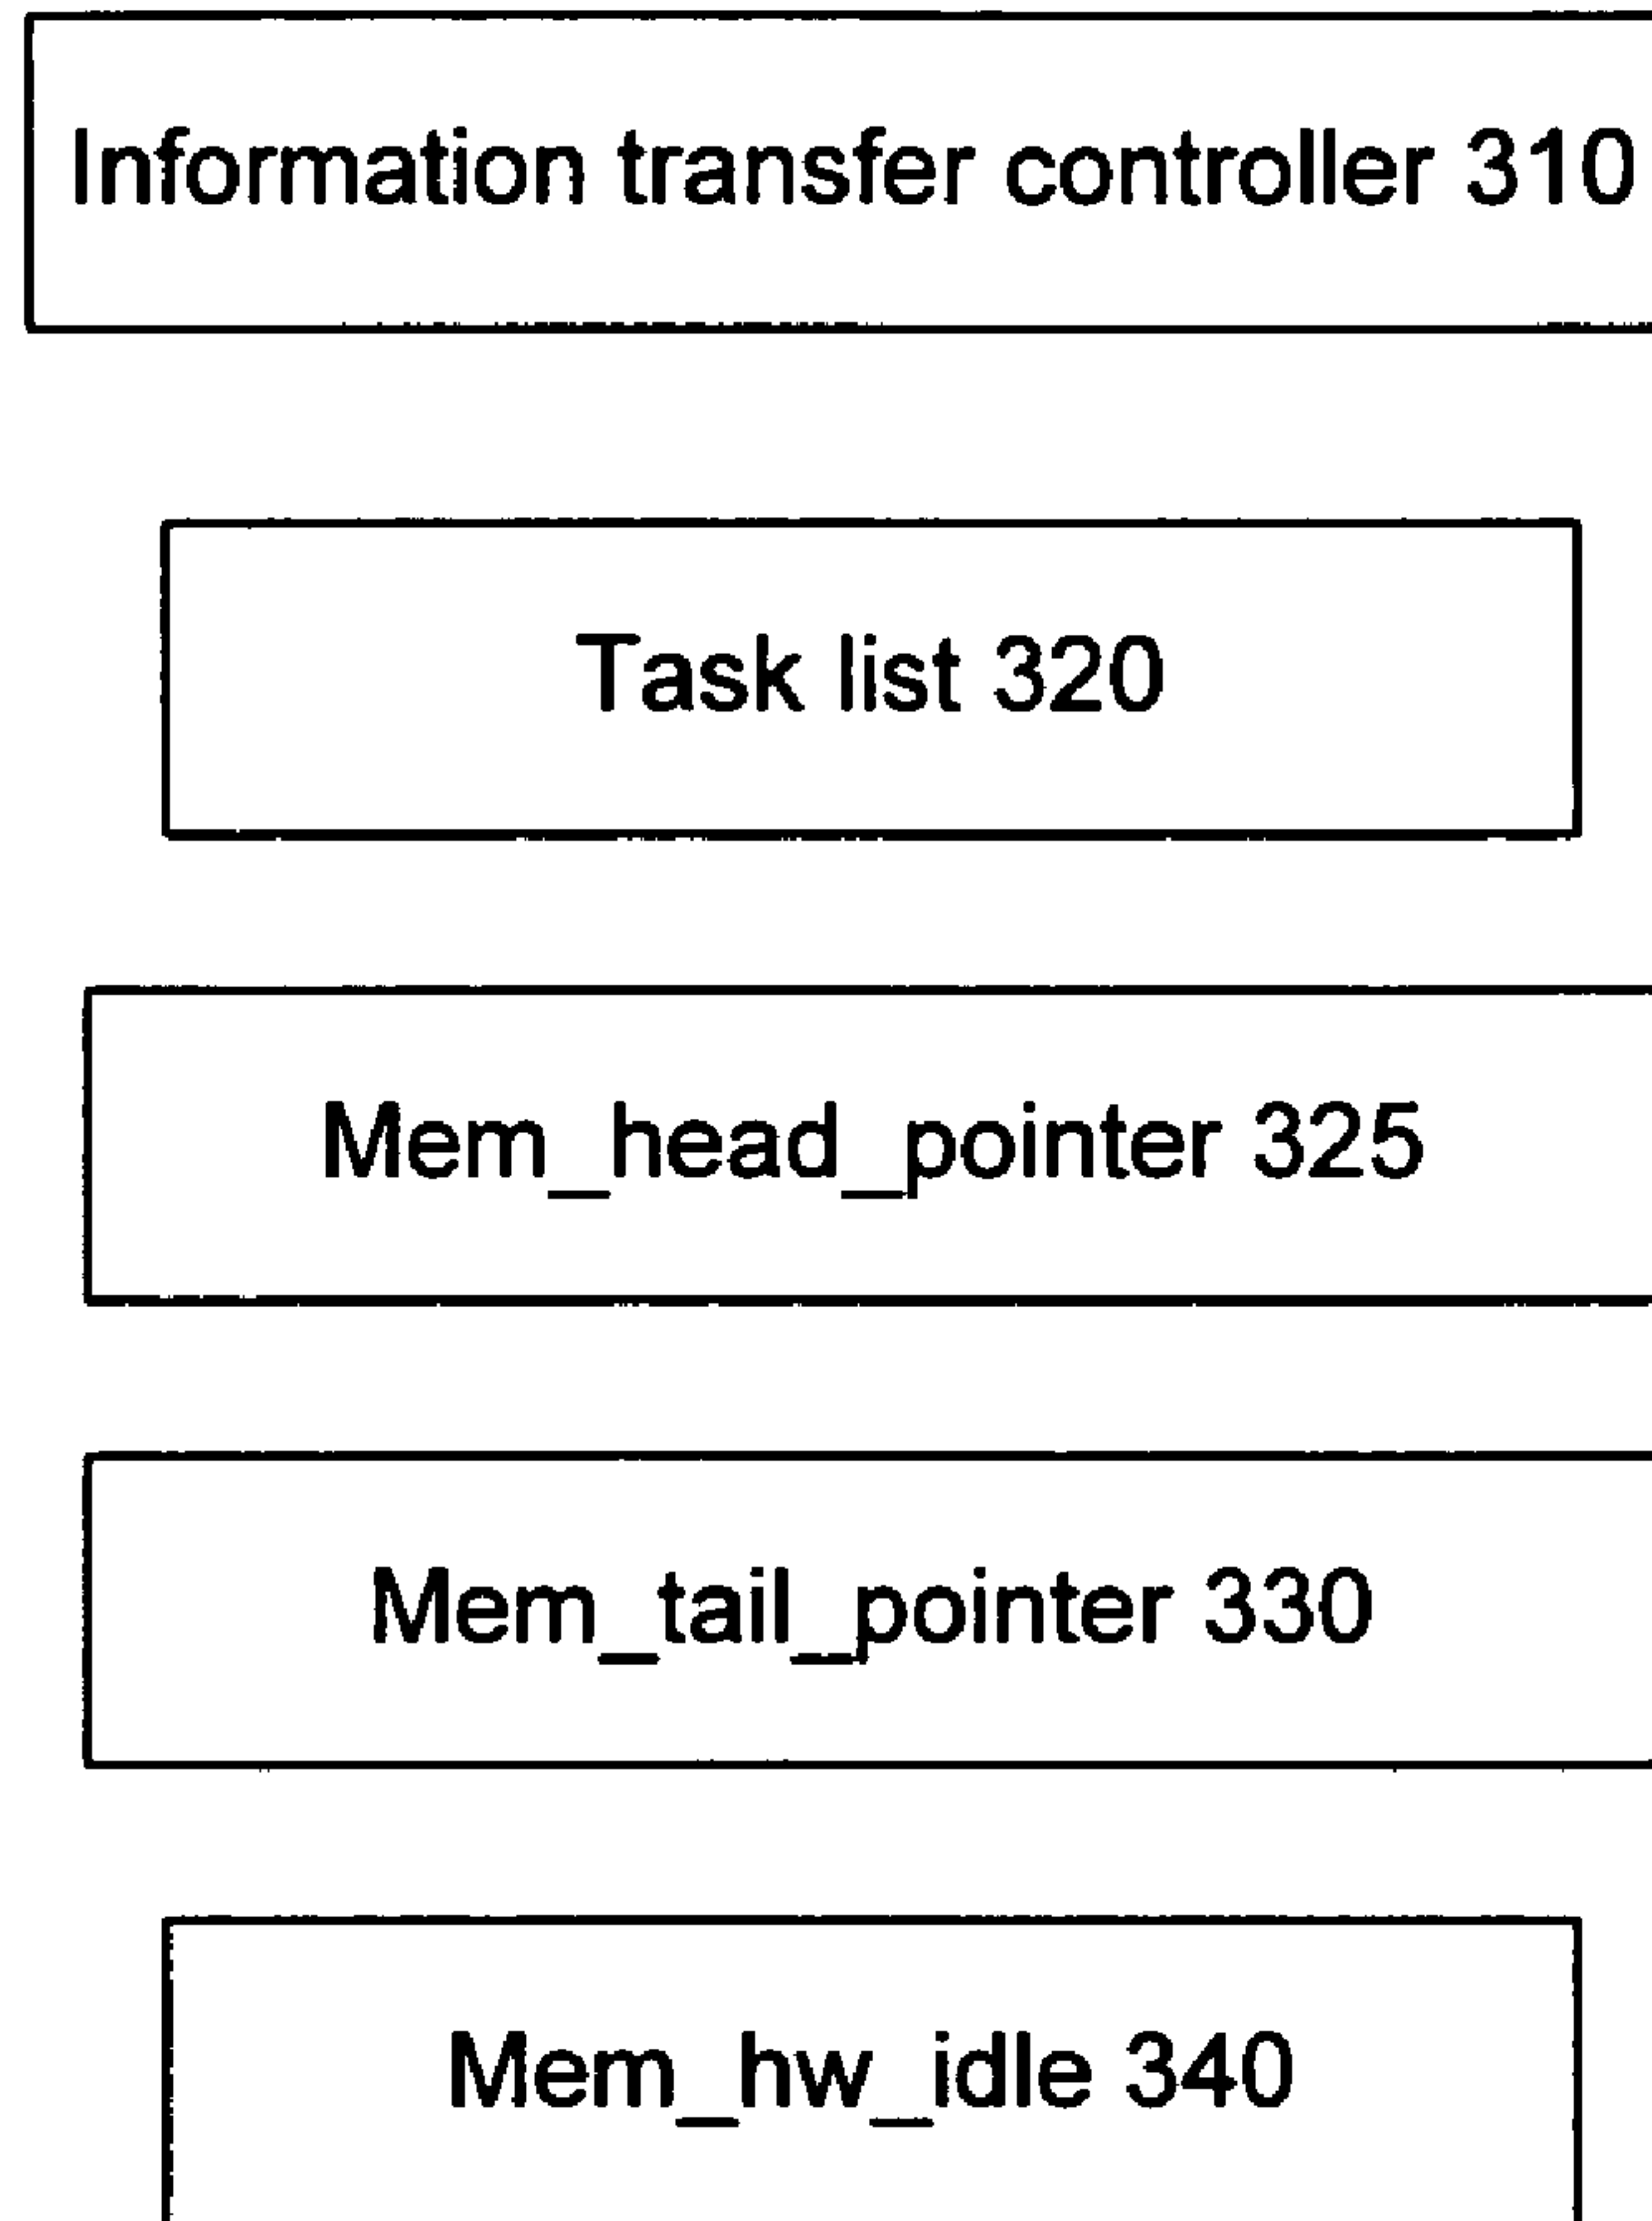 Information transfer controller 310
Task list 320
Mem_head_pointer 325
Mem_tail_pointer 330
Mem_hw_idle 340